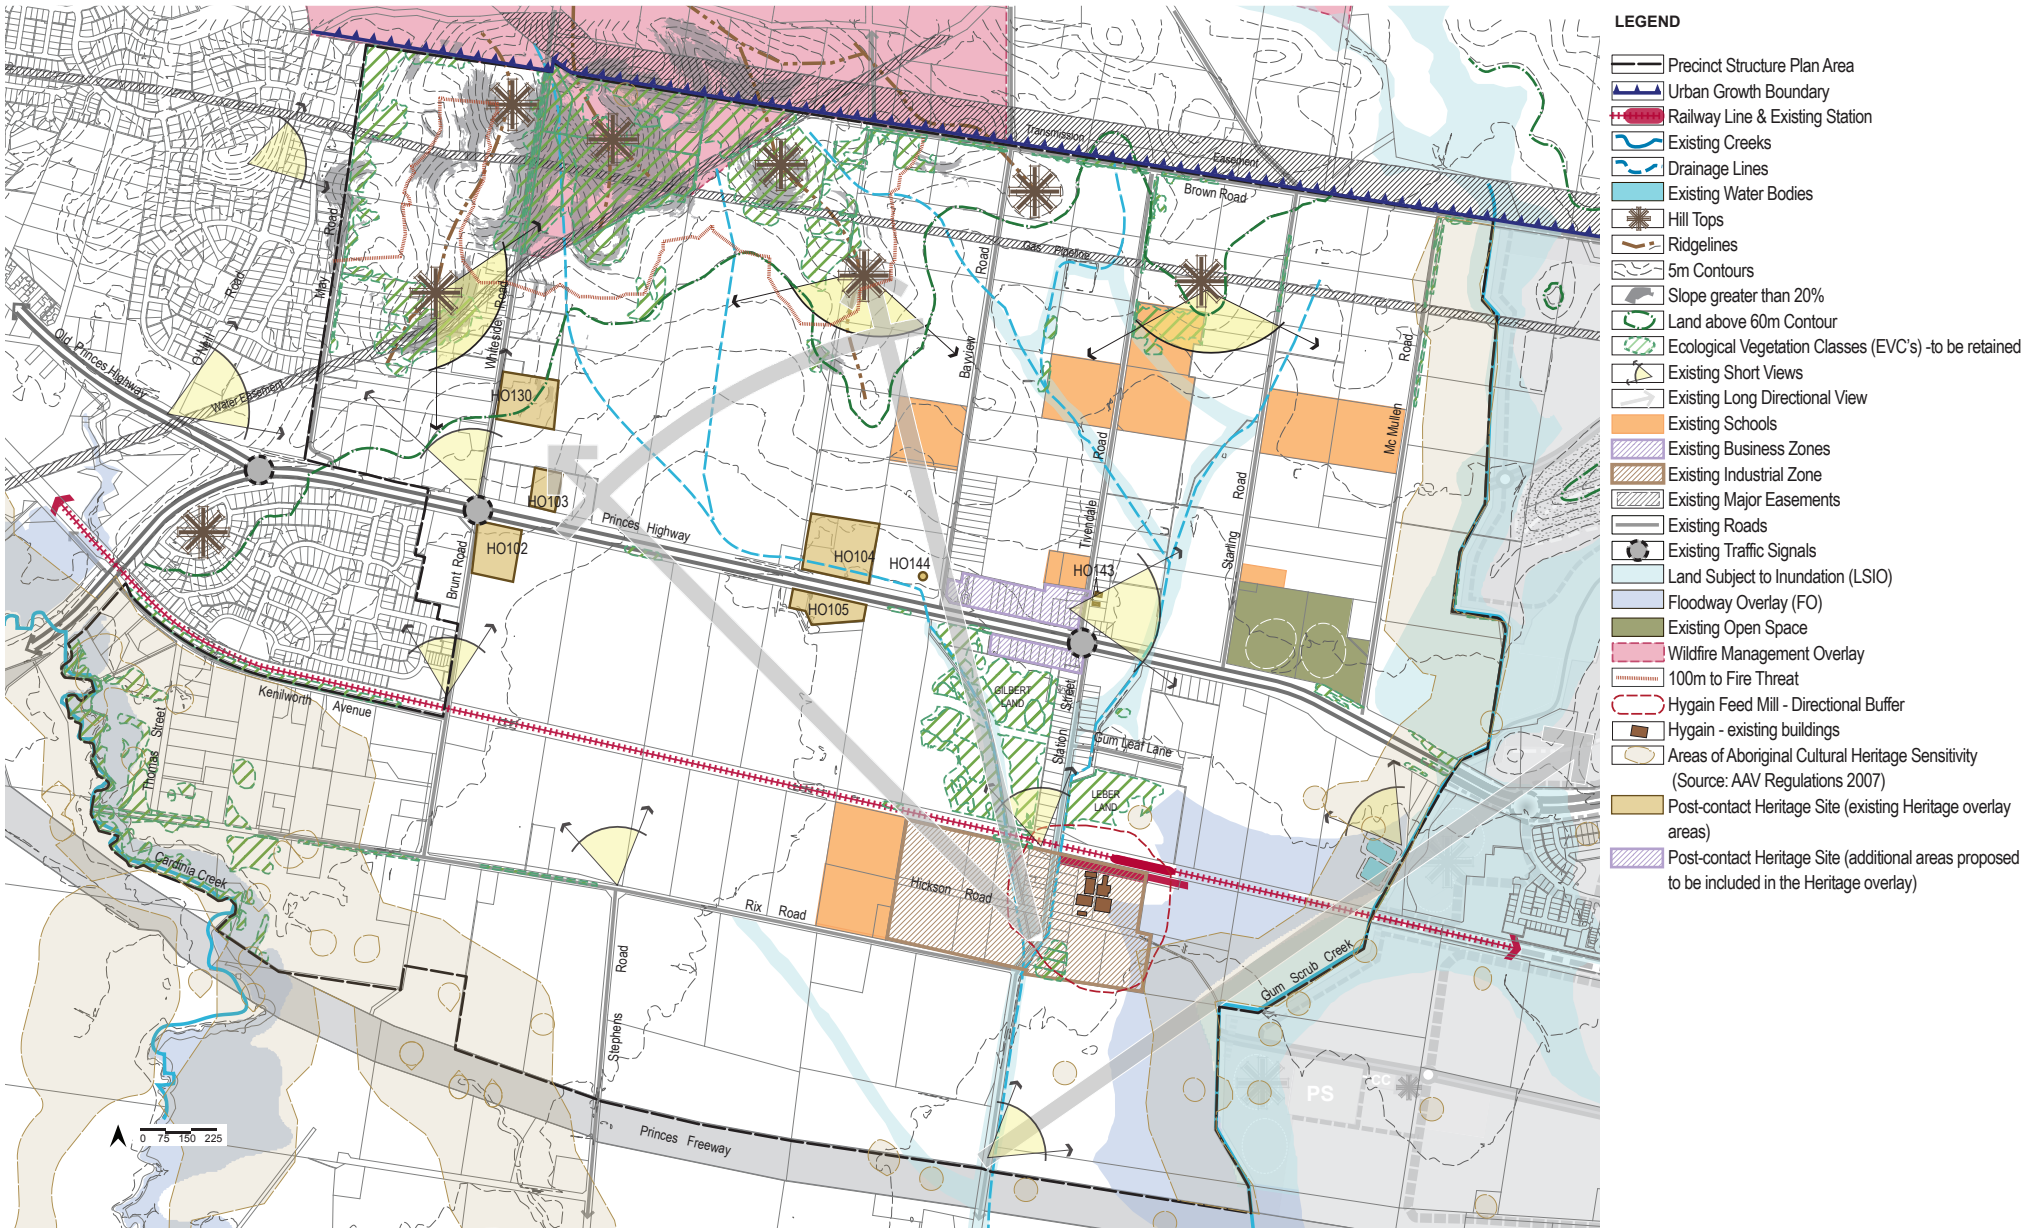 LEGEND
Precinct Structure Plan Area
Urban Growth Boundary
Railway Line & Existing Station
Existing Creeks
Drainage Lines
Existing Water Bodies
Hill Tops
Ridgelines
5m Contours
Slope greater than 20%
Land above 60m Contour
Ecological Vegetation Classes (EVC's) -to be retained
Existing Short Views
Existing Long Directional View
Existing Schools
Existing Business Zones
Existing Industrial Zone
Existing Major Easements
Existing Roads
Existing Traffic Signals
Land Subject to Inundation (LSIO)
Floodway Overlay (FO)
Existing Open Space
Wildfire Management Overlay
100m to Fire Threat
Hygain Feed Mill - Directional Buffer
Hygain - existing buildings
Areas of Aboriginal Cultural Heritage Sensitivity
(Source: AAV Regulations 2007)
Post-contact Heritage Site (existing Heritage overlay
areas)
Post-contact Heritage Site (additional areas proposed
to be included in the Heritage overlay)
Transmission
Easement
Brown Road
Gas Pipeline
May Road
O'Neill Road
Old Princes Highway
Water Easement
Whiteside Road
Bayview Road
Mc Mullen Road
HO130
HO103
HO102
Brunt Road
Princes Highway
HO104
HO105
HO144
HO143
Tivendale Road
Starling Road
GILBERT
LAND
Station Street
Gum Leaf Lane
LEBER
LAND
Kenilworth Avenue
Thomas Street
Cardinia Creek
Hickson Road
Rix Road
Stephens Road
Gum Scrub Creek
Princes Freeway
PS
CC
0 75 150 225